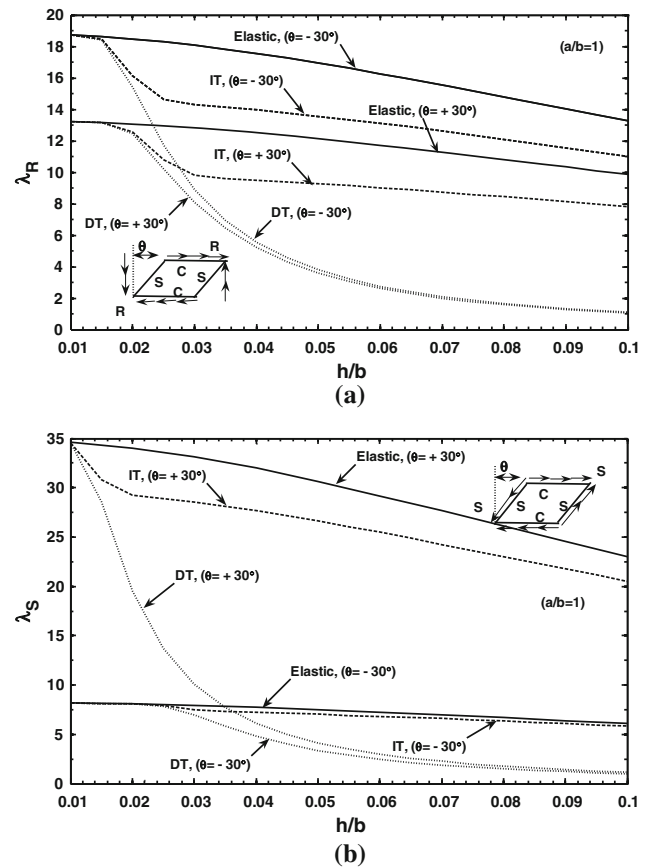 20
18
16
14
12
10
8
6
4
2
0
λR
Elastic, (θ= - 30°)
(a/b=1)
IT, (θ= - 30°)
Elastic, (θ= + 30°)
IT, (θ= + 30°)
DT, (θ= + 30°)
DT, (θ= - 30°)
θ
R
C
S
S
C
R
0.01 0.02 0.03 0.04 0.05 0.06 0.07 0.08 0.09 0.1
h/b
(a)
35
30
25
20
15
10
5
0
λS
Elastic, (θ= + 30°)
IT, (θ= + 30°)
θ
S
C
S
S
S
C
DT, (θ= + 30°)
(a/b=1)
Elastic, (θ= - 30°)
DT, (θ= - 30°)
IT, (θ= - 30°)
0.01 0.02 0.03 0.04 0.05 0.06 0.07 0.08 0.09 0.1
h/b
(b)